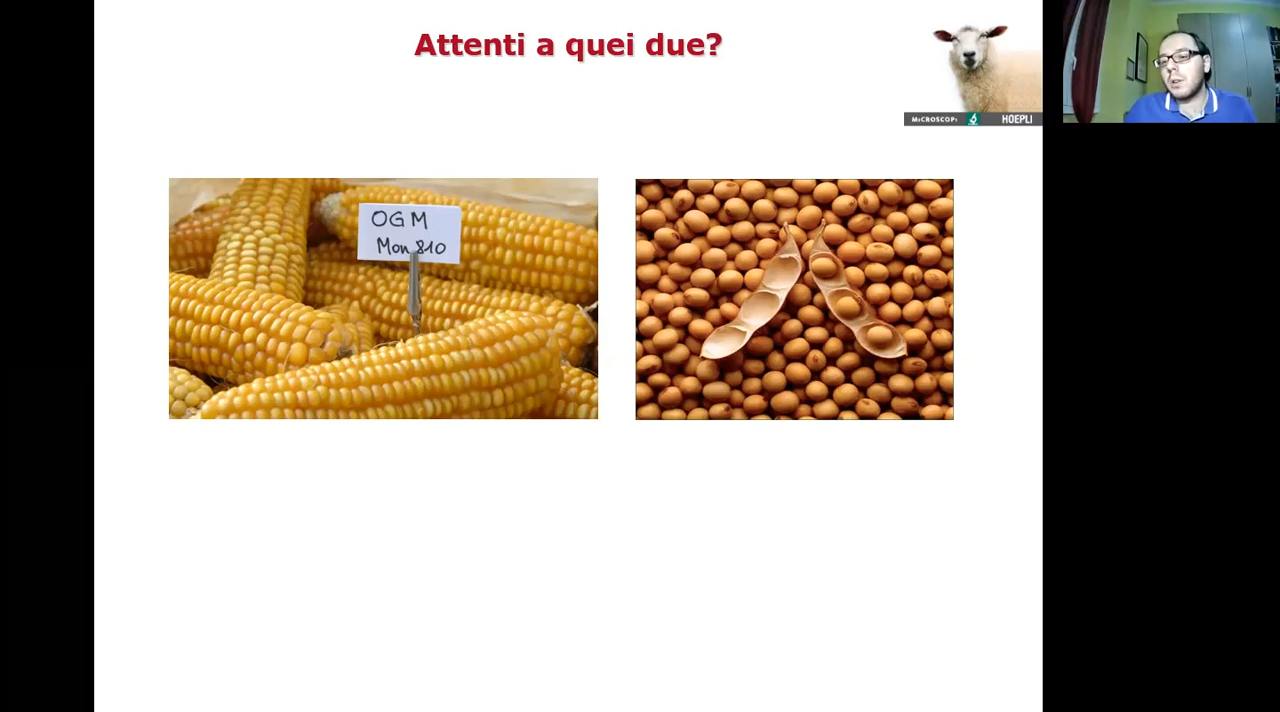 Attenti a quei due?
MiCROSCOPi
HOEPLI
OGM
Mon 810